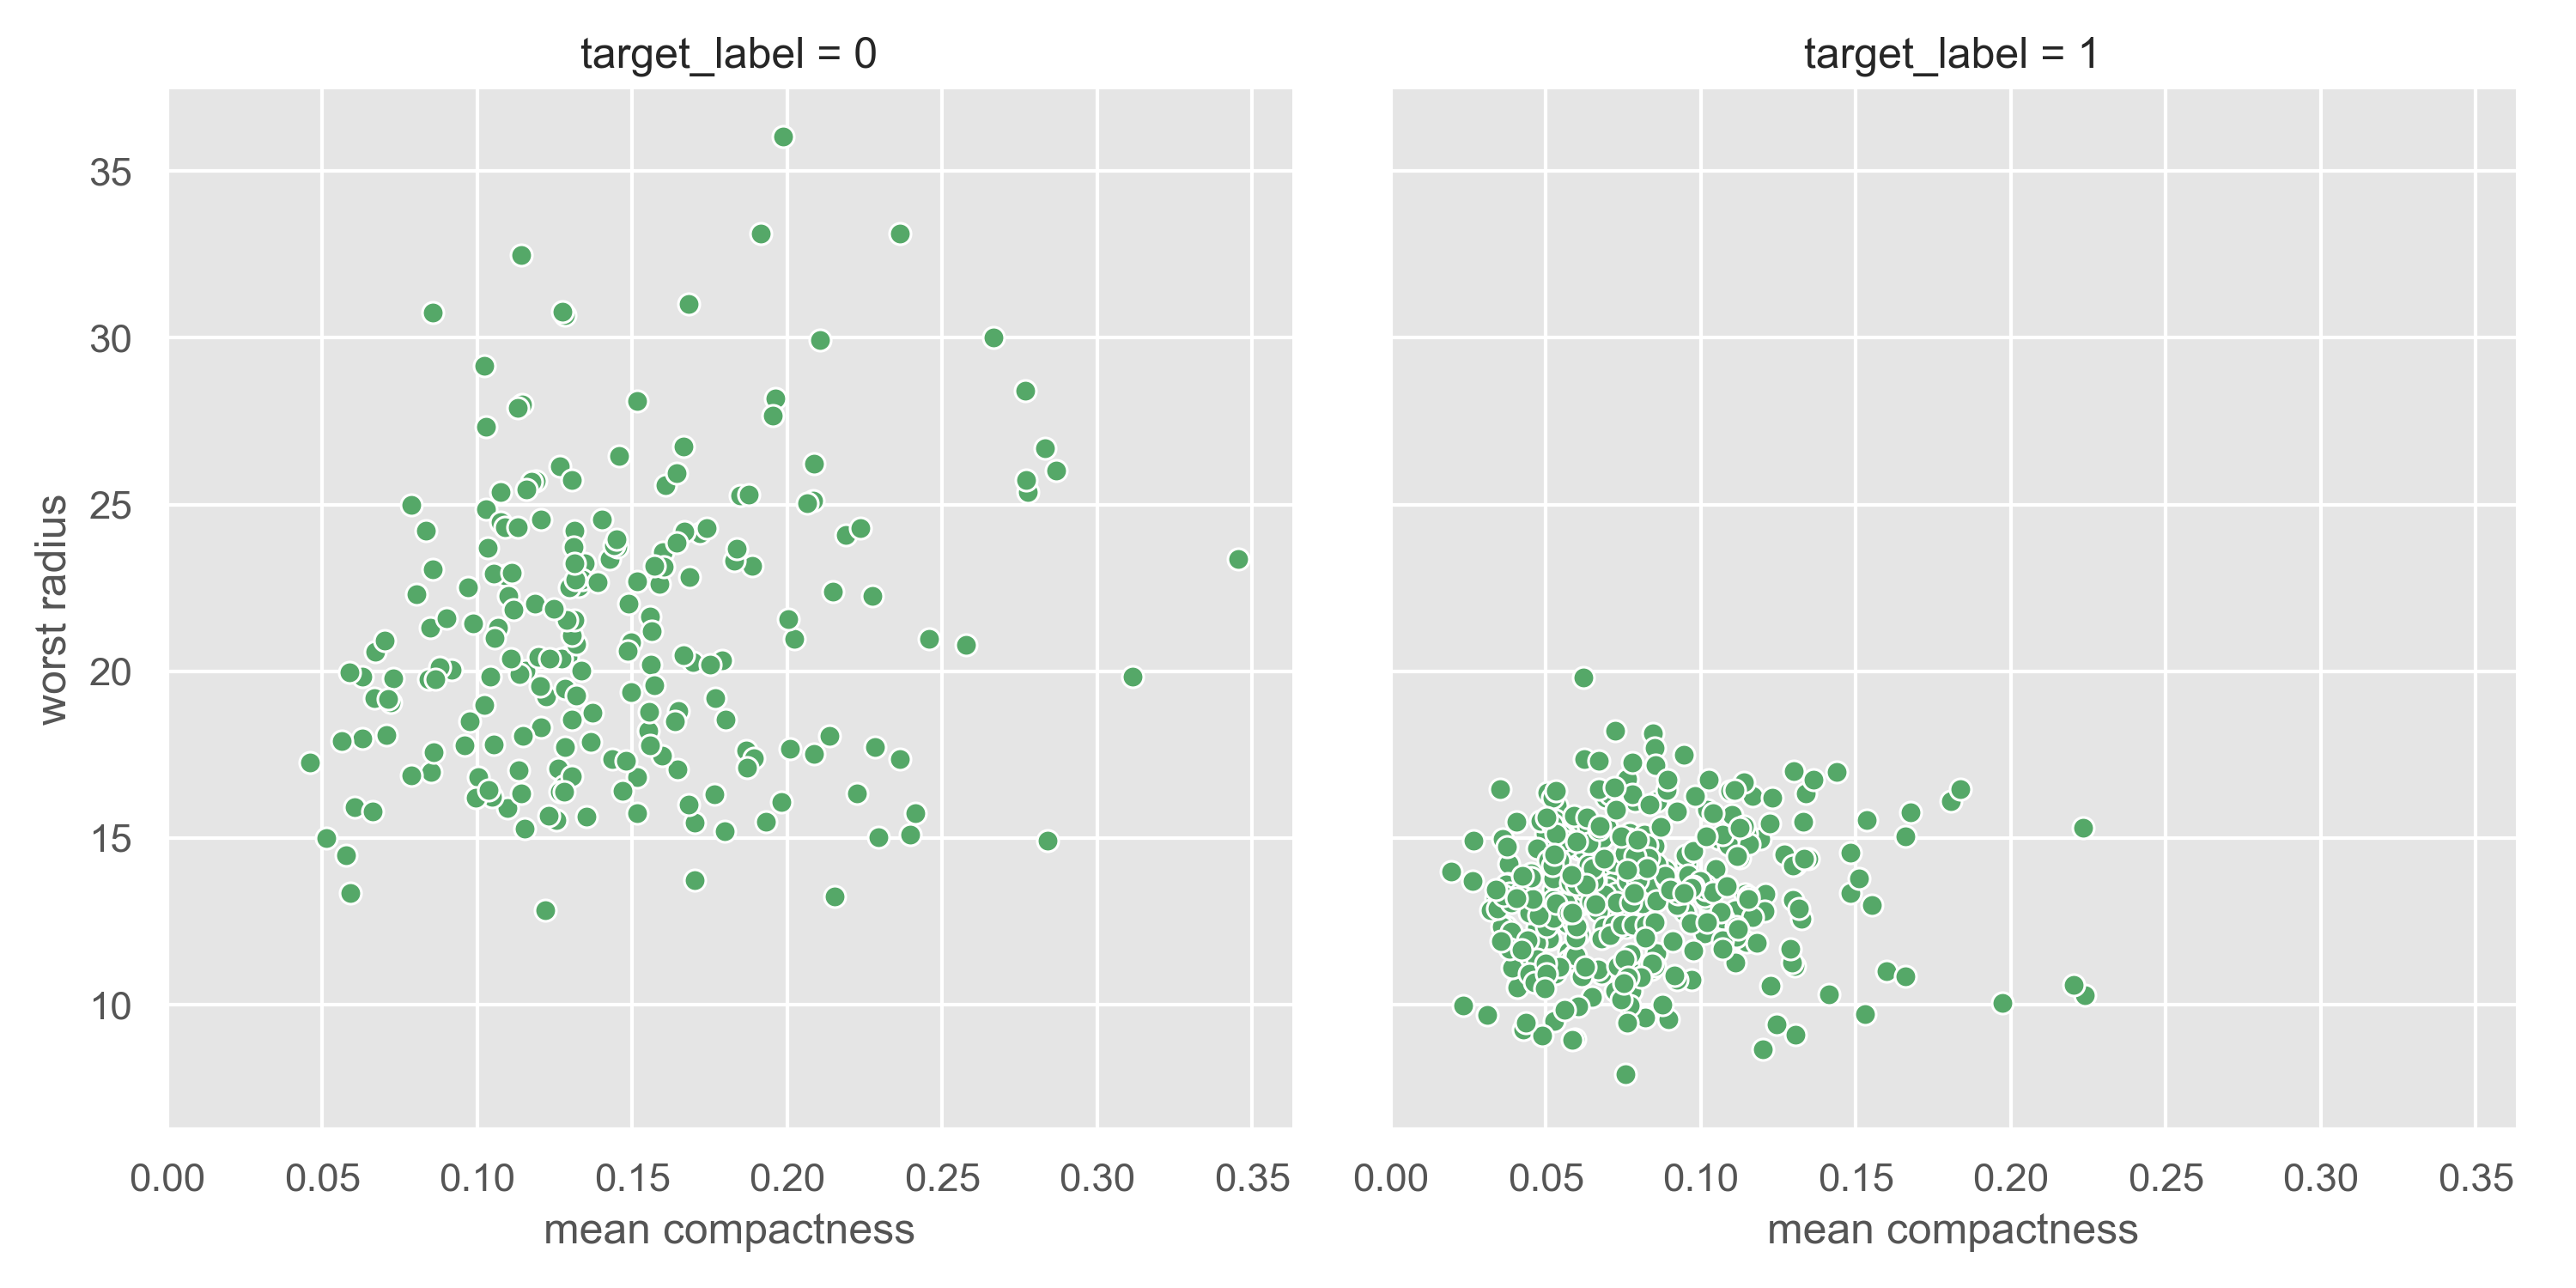 target_label = 0
target_label = 1
35
30
25
20
15
10
worst radius
0.00 0.05 0.10 0.15 0.20 0.25 0.30 0.35
0.00 0.05 0.10 0.15 0.20 0.25 0.30 0.35
mean compactness
mean compactness